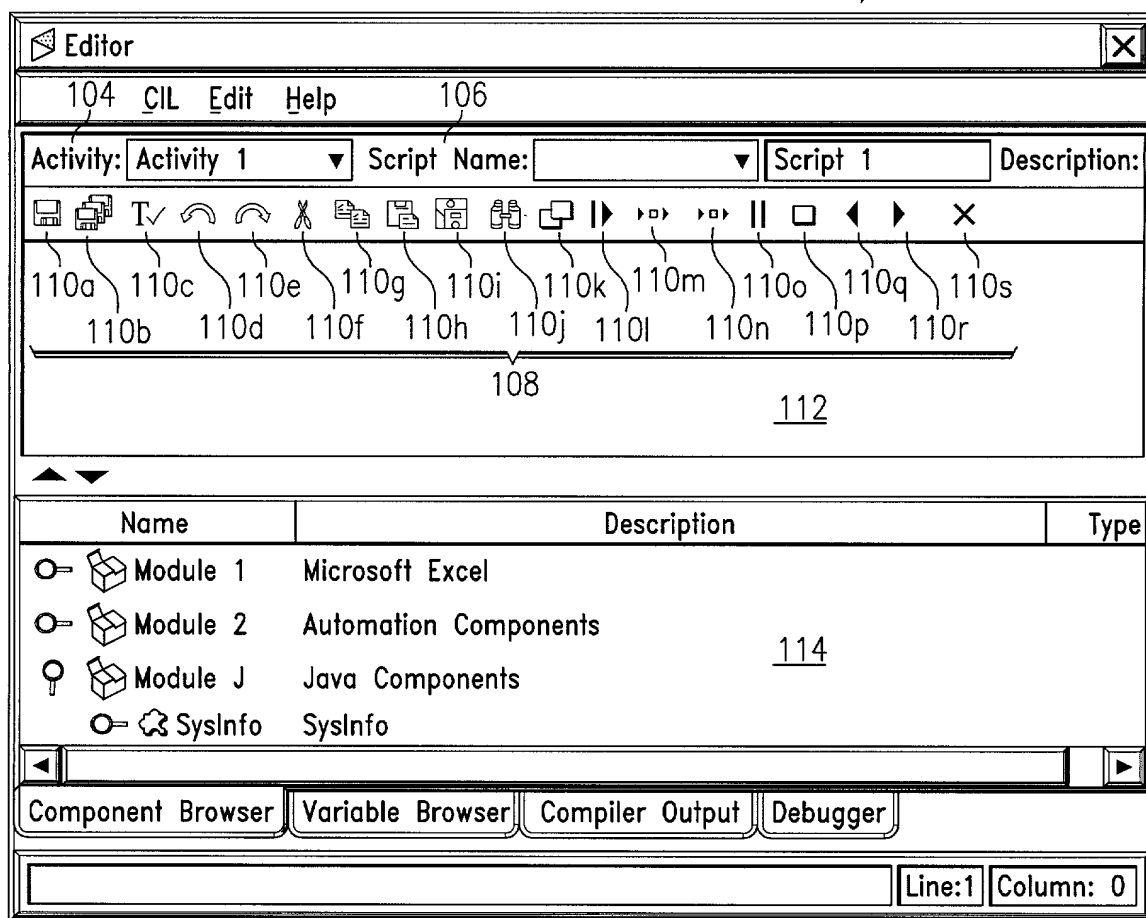 Editor
104 CIL Edit Help 106
Activity: Activity 1 Script Name: Script 1 Description:
110a 110c 110e 110g 110i 110k 110m 110o 110q 110s
110b 110d 110f 110h 110j 110l 110n 110p 110r
108
112
Name Description Type
Module 1 Microsoft Excel
Module 2 Automation Components
114
Module J Java Components
SysInfo SysInfo
Component Browser Variable Browser Compiler Output Debugger
Line:1 Column: 0